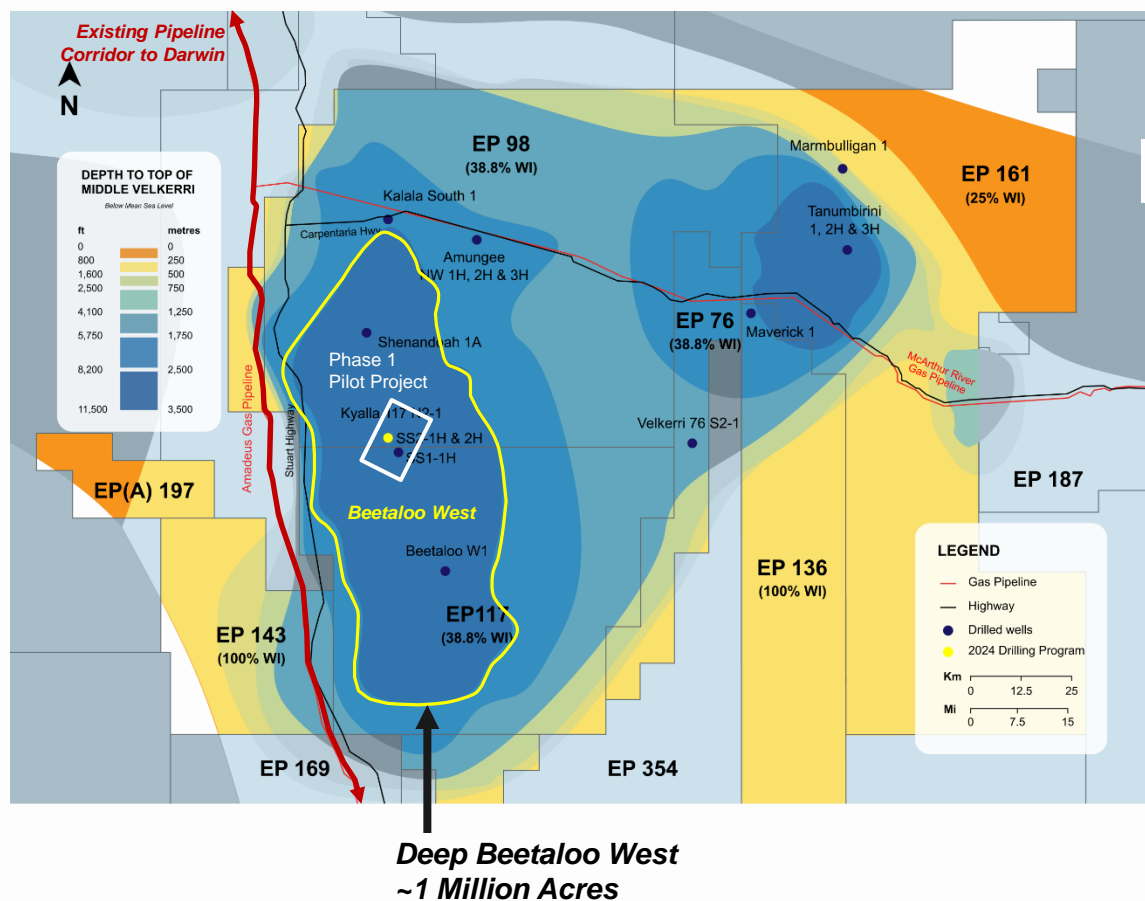 Existing Pipeline
Corridor to Darwin
N
DEPTH TO TOP OF
MIDDLE VELKERRI
Below Mean Sea Level
ft metres
0 0
800 250
1,600 500
2,500 750
4,100 1,250
5,750 1,750
8,200 2,500
11,500 3,500
EP 98
(38.8% WI)
Marmbulligan 1
EP 161
(25% WI)
Kalala South 1
Tanumbirini
1, 2H & 3H
Carpentaria Hwy
Amungee
NW 1H, 2H & 3H
EP 76
(38.8% WI)
Maverick 1
Shenandoah 1A
McArthur River
Gas Pipeline
Phase 1
Pilot Project
Kyalla 117 N2-1
SS2-1H & 2H
SS1-1H
Velkerri 76 S2-1
Amadeus Gas Pipeline
Stuart Highway
EP(A) 197
EP 187
Beetaloo West
Beetaloo W1
EP 136
(100% WI)
EP117
(38.8% WI)
EP 143
(100% WI)
LEGEND
Gas Pipeline
Highway
Drilled wells
2024 Drilling Program
Km
0 12.5 25
Mi
0 7.5 15
EP 169
EP 354
Deep Beetaloo West
~1 Million Acres